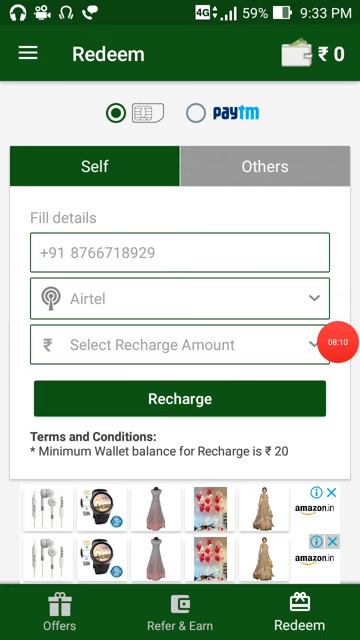 4G 59% 9:33 PM
Redeem ₹ 0
paytm
Self Others
Fill details
+91 8766718929
Airtel
₹ Select Recharge Amount
08:10
Recharge
Terms and Conditions:
* Minimum Wallet balance for Recharge is ₹ 20
amazon.in
amazon.in
Offers Refer & Earn Redeem